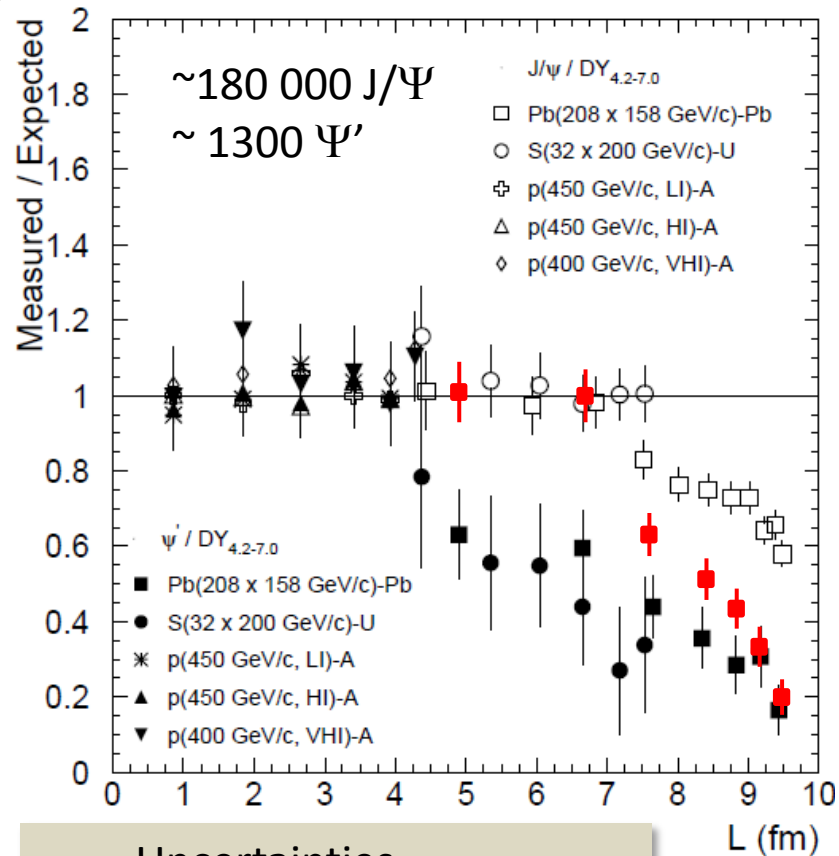 Measured / Expected
2
1.8
1.6
1.4
1.2
1
0.8
0.6
0.4
0.2
0
~180 000 J/Ψ
~ 1300 Ψ’
J/ψ / DY4.2-7.0
Pb(208 x 158 GeV/c)-Pb
S(32 x 200 GeV/c)-U
p(450 GeV/c, LI)-A
p(450 GeV/c, HI)-A
p(400 GeV/c, VHI)-A
ψ' / DY4.2-7.0
Pb(208 x 158 GeV/c)-Pb
S(32 x 200 GeV/c)-U
p(450 GeV/c, LI)-A
p(450 GeV/c, HI)-A
p(400 GeV/c, VHI)-A
0 1 2 3 4 5 6 7 8 9 10
L (fm)
Uncertainties